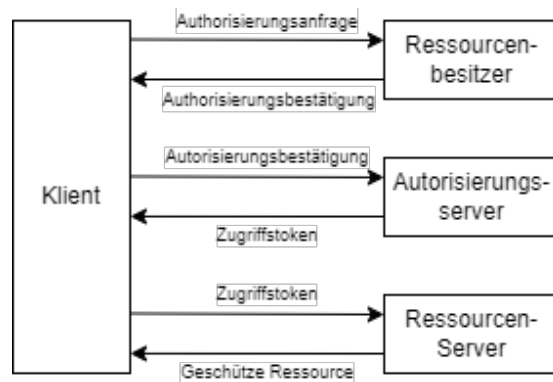 Authorisierungsanfrage
Ressourcen-
besitzer
Authorisierungsbestätigung
Autorisierungsbestätigung
Klient
Autorisierungs-
server
Zugriffstoken
Zugriffstoken
Ressourcen-
Server
Geschütze Ressource